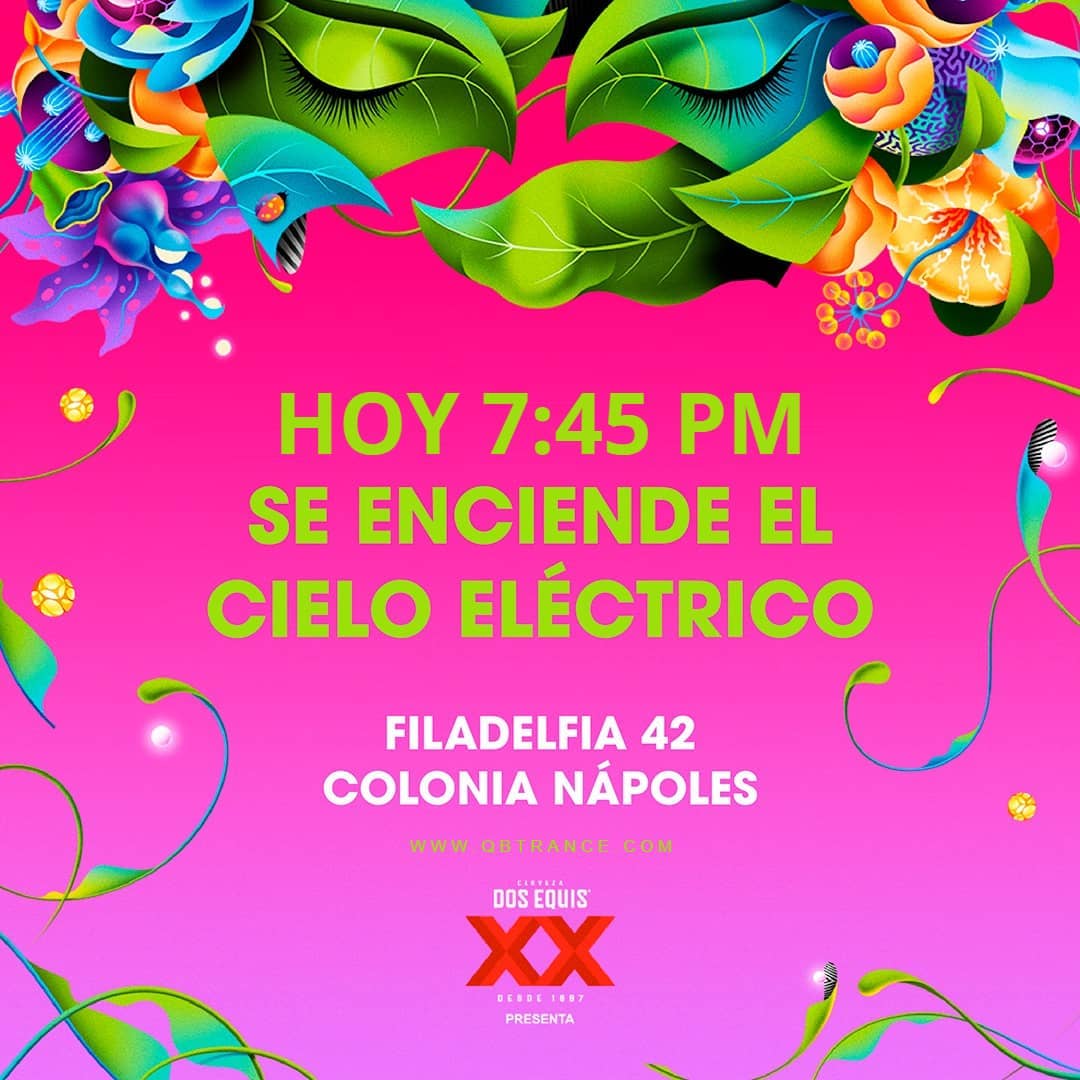 HOY 7:45 PM
SE ENCIENDE EL
CIELO ELÉCTRICO
FILADELFIA 42
COLONIA NÁPOLES
WWW.QBTRANCE.COM
CERVEZA
DOS EQUIS
XX
DESDE 1897
PRESENTA